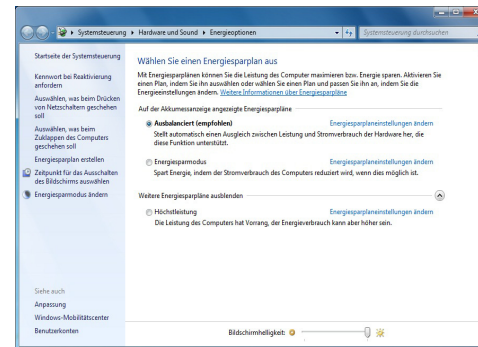 Systemsteuerung ▸ Hardware und Sound ▸ Energieoptionen
Systemsteuerung durchsuchen
Startseite der Systemsteuerung
Kennwort bei Reaktivierung
anfordern
Auswählen, was beim Drücken
von Netzschaltern geschehen
soll
Auswählen, was beim
Zuklappen des Computers
geschehen soll
Energiesparplan erstellen
Zeitpunkt für das Ausschalten
des Bildschirms auswählen
Energiesparmodus ändern
Siehe auch
Anpassung
Windows-Mobilitätscenter
Benutzerkonten
Wählen Sie einen Energiesparplan aus
Mit Energiesparplänen können Sie die Leistung des Computer maximieren bzw. Energie sparen. Aktivieren Sie
einen Plan, indem Sie ihn auswählen oder wählen Sie einen Plan und passen Sie ihn an, indem Sie die
Energieeinstellungen ändern. Weitere Informationen über Energiesparpläne
Auf der Akkumessanzeige angezeigte Energiesparpläne
Ausbalanciert (empfohlen) Energiesparplaneinstellungen ändern
Stellt automatisch einen Ausgleich zwischen Leistung und Stromverbrauch der Hardware her, die
diese Funktion unterstützt.
Energiesparmodus Energiesparplaneinstellungen ändern
Spart Energie, indem der Stromverbrauch des Computers reduziert wird, wenn dies möglich ist.
Weitere Energiesparpläne ausblenden
Höchstleistung Energiesparplaneinstellungen ändern
Die Leistung des Computers hat Vorrang, der Energieverbrauch kann aber höher sein.
Bildschirmhelligkeit: